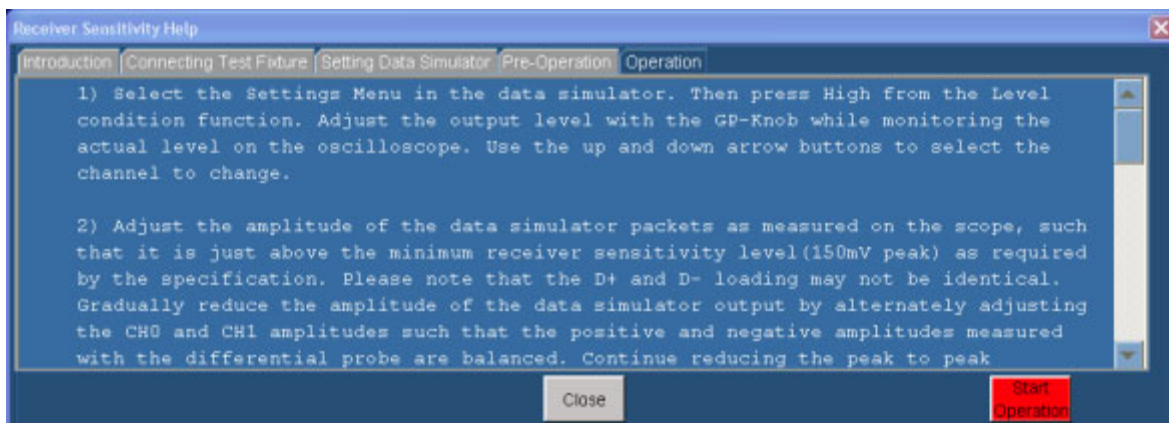 Receiver Sensitivity Help
Introduction Connecting Test Fixture Setting Data Simulator Pre-Operation Operation
1) Select the Settings Menu in the data simulator. Then press High from the Level
condition function. Adjust the output level with the GP-Knob while monitoring the
actual level on the oscilloscope. Use the up and down arrow buttons to select the
channel to change.
2) Adjust the amplitude of the data simulator packets as measured on the scope, such
that it is just above the minimum receiver sensitivity level(150mV peak) as required
by the specification. Please note that the D+ and D- loading may not be identical.
Gradually reduce the amplitude of the data simulator output by alternately adjusting
the CH0 and CH1 amplitudes such that the positive and negative amplitudes measured
with the differential probe are balanced. Continue reducing the peak to peak
Close
Start
Operation